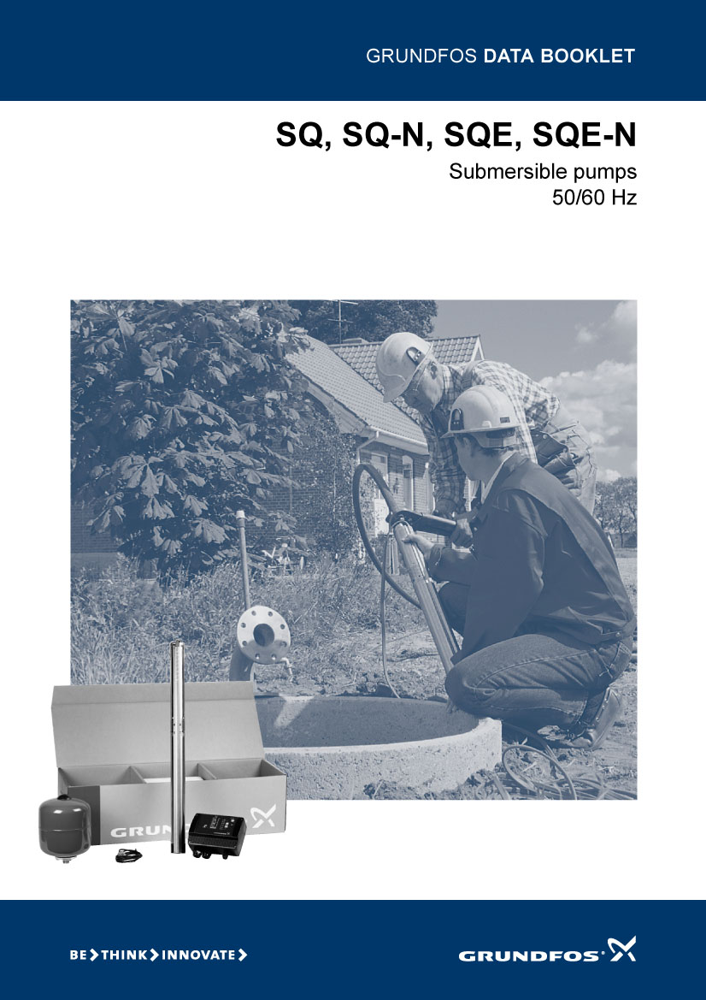 GRUNDFOS DATA BOOKLET
SQ, SQ-N, SQE, SQE-N
Submersible pumps
50/60 Hz
GRUN
BE>THINK>INNOVATE>
GRUNDFOS